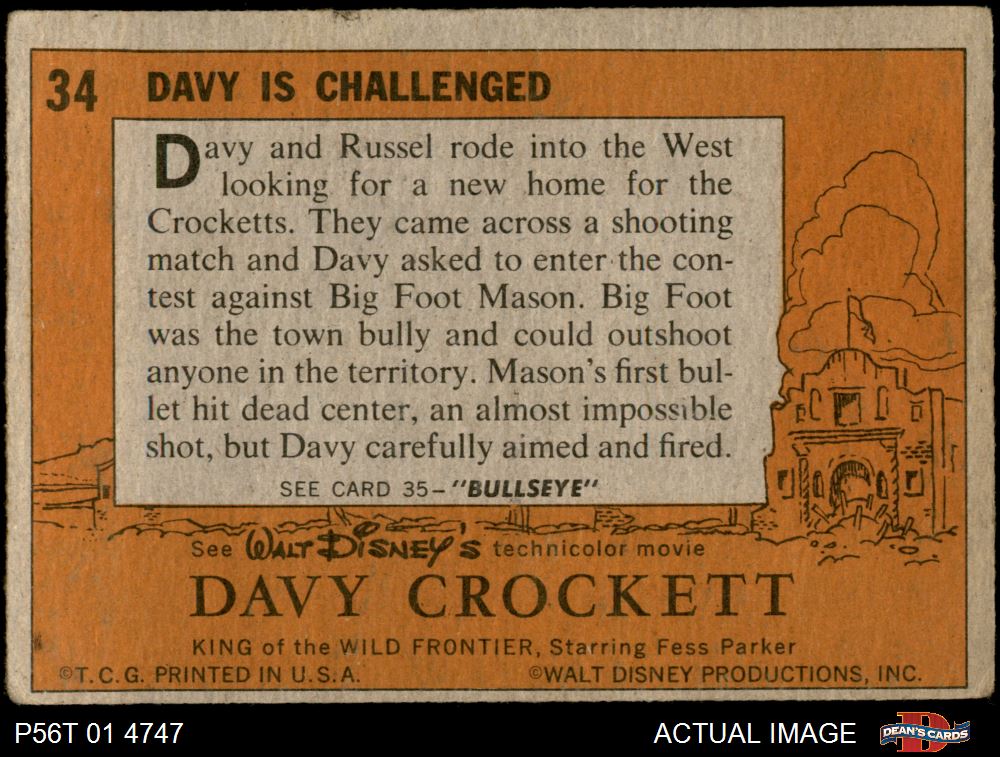 34 DAVY IS CHALLENGED
Davy and Russel rode into the West
looking for a new home for the
Crocketts. They came across a shooting
match and Davy asked to enter the con-
test against Big Foot Mason. Big Foot
was the town bully and could outshoot
anyone in the territory. Mason's first bul-
let hit dead center, an almost impossible
shot, but Davy carefully aimed and fired.
SEE CARD 35—"BULLSEYE"
See WALT DISNEY'S technicolor movie
DAVY CROCKETT
KING of the WILD FRONTIER, Starring Fess Parker
©T.C.G. PRINTED IN U.S.A. ©WALT DISNEY PRODUCTIONS, INC.
P56T 01 4747 ACTUAL IMAGE DEAN'S CARDS